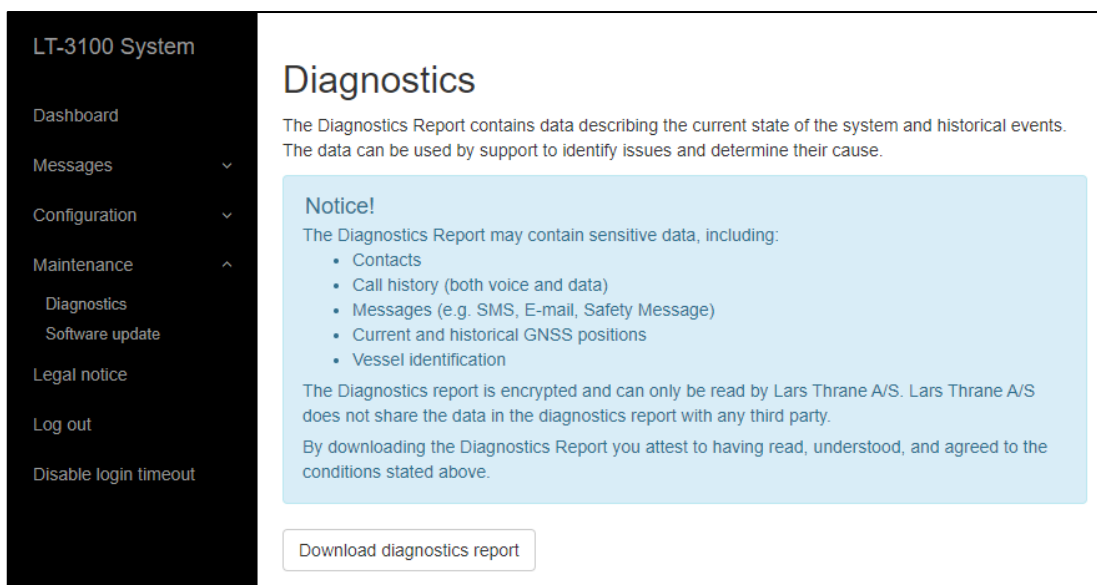 LT-3100 System
Dashboard
Messages
Configuration
Maintenance
Diagnostics
Software update
Legal notice
Log out
Disable login timeout
Diagnostics
The Diagnostics Report contains data describing the current state of the system and historical events.
The data can be used by support to identify issues and determine their cause.
Notice!
The Diagnostics Report may contain sensitive data, including:
• Contacts
• Call history (both voice and data)
• Messages (e.g. SMS, E-mail, Safety Message)
• Current and historical GNSS positions
• Vessel identification
The Diagnostics report is encrypted and can only be read by Lars Thrane A/S. Lars Thrane A/S
does not share the data in the diagnostics report with any third party.
By downloading the Diagnostics Report you attest to having read, understood, and agreed to the
conditions stated above.
Download diagnostics report